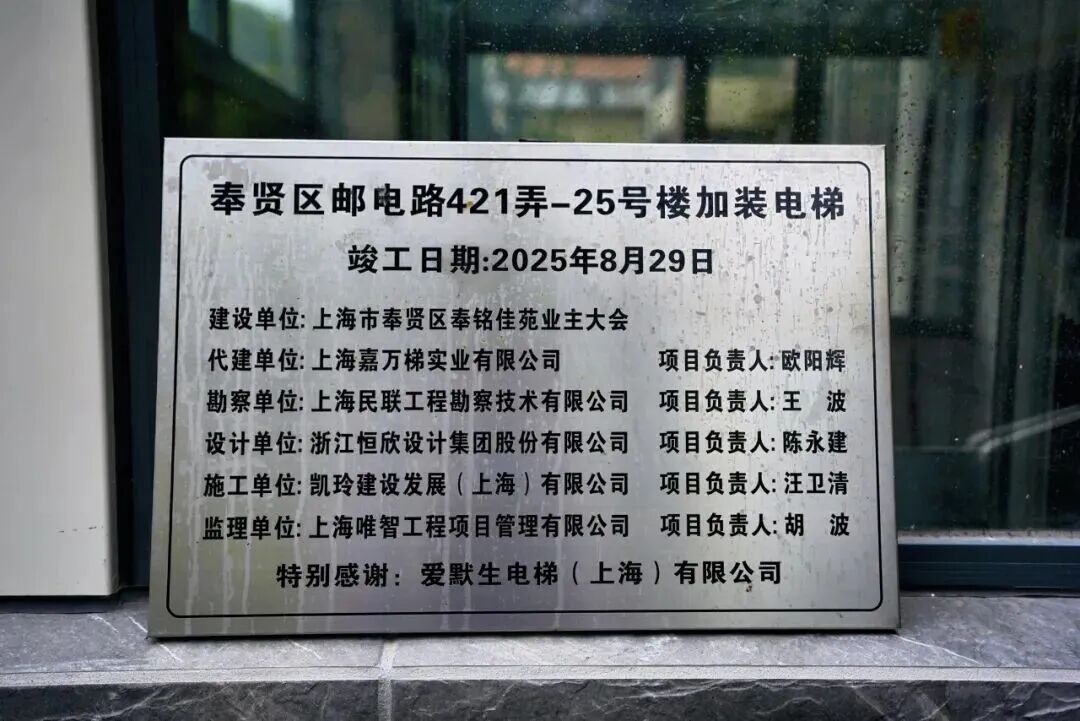 奉贤区邮电路421弄-25号楼加装电梯
竣工日期:2025年8月29日
建设单位: 上海市奉贤区奉铭佳苑业主大会
代建单位: 上海嘉万梯实业有限公司 项目负责人: 欧阳辉
勘察单位: 上海民联工程勘察技术有限公司 项目负责人: 王 波
设计单位: 浙江恒欣设计集团股份有限公司 项目负责人: 陈永建
施工单位: 凯玲建设发展（上海）有限公司 项目负责人: 汪卫清
监理单位: 上海唯智工程项目管理有限公司 项目负责人: 胡 波
特别感谢：爱默生电梯（上海）有限公司